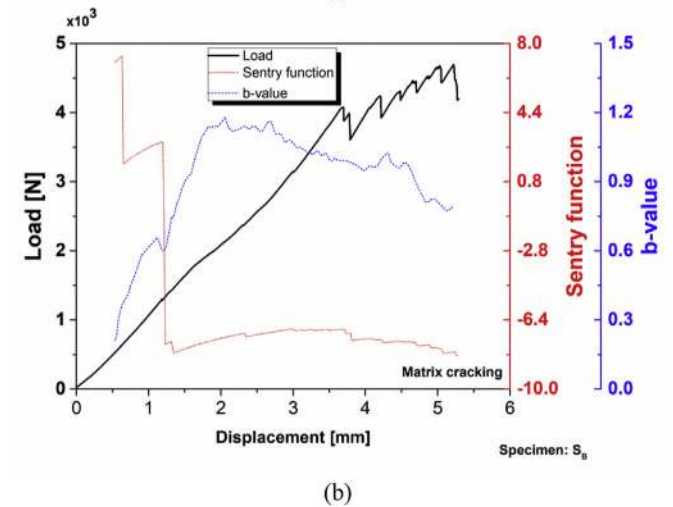 ×10³
5
4
3
2
1
0
Load [N]
0 1 2 3 4 5 6
Displacement [mm]
Load
Sentry function
b-value
8.0
4.4
0.8
-2.8
-6.4
-10.0
Sentry function
1.5
1.2
0.9
0.6
0.3
0.0
b-value
Matrix cracking
Specimen: S_B
(b)